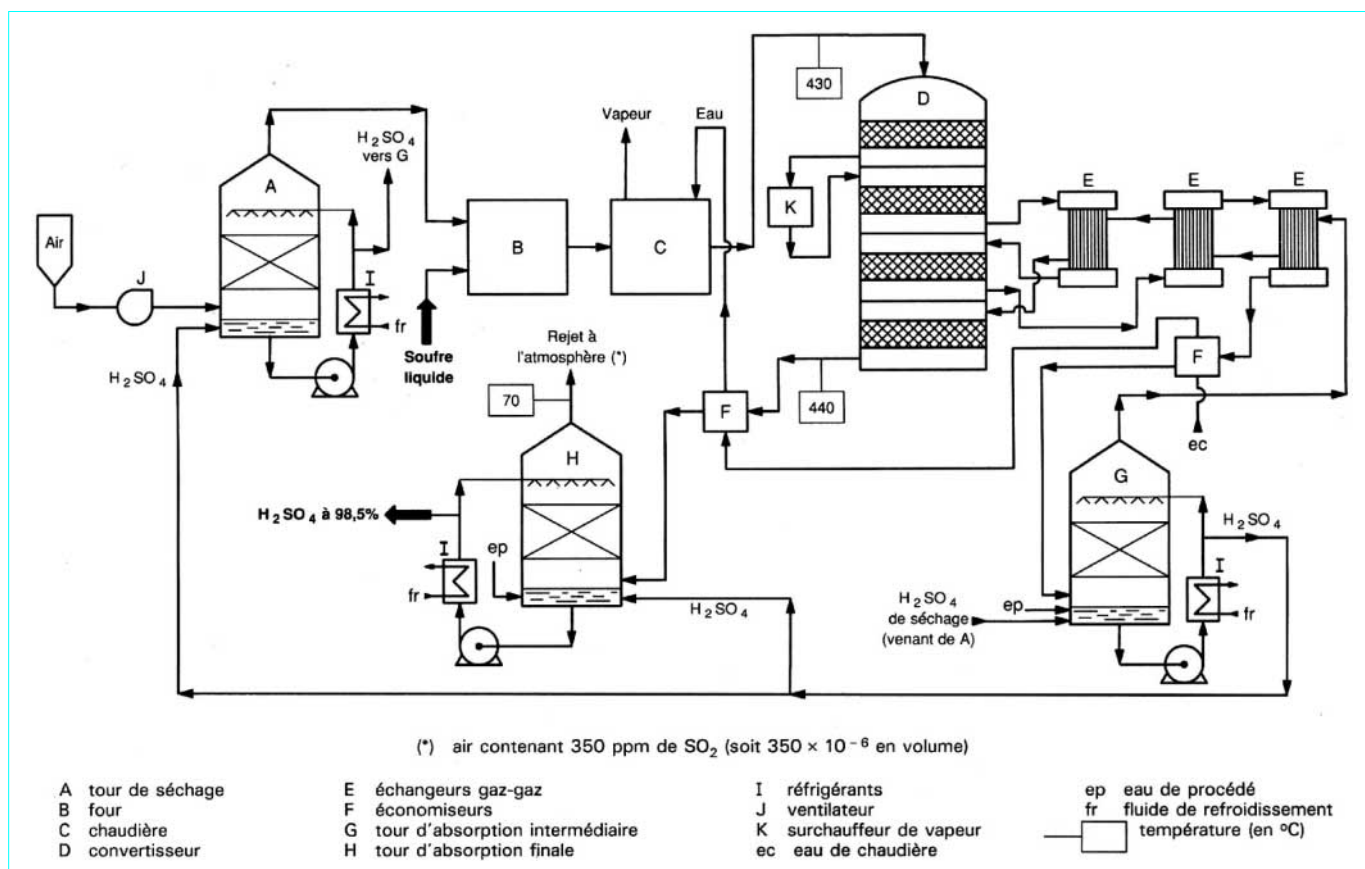 430
D
Vapeur
Eau
H2SO4
vers G
A
E
E
E
K
Air
J
B
C
I
fr
Soufre
liquide
Rejet à
l'atmosphère (*)
H2SO4
70
F
440
F
ec
H
G
H2SO4 à 98,5%
H2SO4
I
ep
fr
H2SO4
I
H2SO4
de séchage
(venant de A)
ep
fr
(*) air contenant 350 ppm de SO2 (soit 350 × 10⁻⁶ en volume)
A tour de séchage
B four
C chaudière
D convertisseur
E échangeurs gaz-gaz
F économiseurs
G tour d'absorption intermédiaire
H tour d'absorption finale
I réfrigérants
J ventilateur
K surchauffeur de vapeur
ec eau de chaudière
ep eau de procédé
fr fluide de refroidissement
température (en ºC)